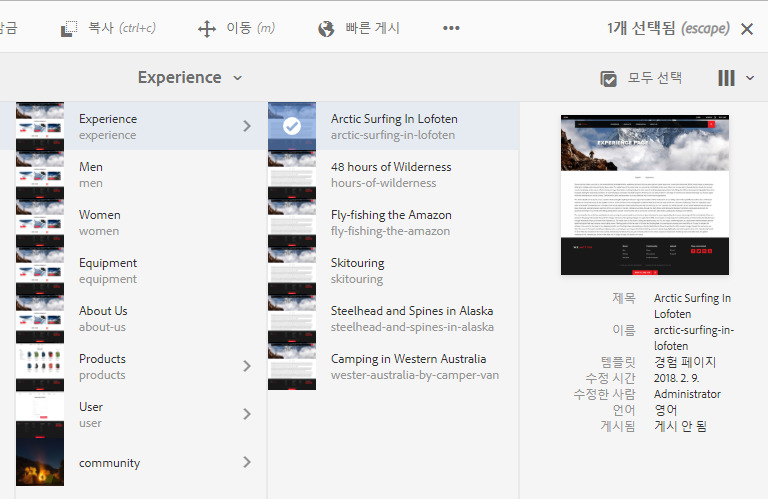 잠금
복사 (ctrl+c)
이동 (m)
빠른 게시
1개 선택됨 (escape)
Experience
모두 선택
Experience
experience
Men
men
Women
women
Equipment
equipment
About Us
about-us
Products
products
User
user
community
Arctic Surfing In Lofoten
arctic-surfing-in-lofoten
48 hours of Wilderness
hours-of-wilderness
Fly-fishing the Amazon
fly-fishing-the-amazon
Skitouring
skitouring
Steelhead and Spines in Alaska
steelhead-and-spines-in-alaska
Camping in Western Australia
wester-australia-by-camper-van
EXPERIENCE PAGE
제목 Arctic Surfing In
Lofoten
이름 arctic-surfing-in-
lofoten
템플릿 경험 페이지
수정 시간 2018. 2. 9.
수정한 사람 Administrator
언어 영어
게시됨 게시 안 됨